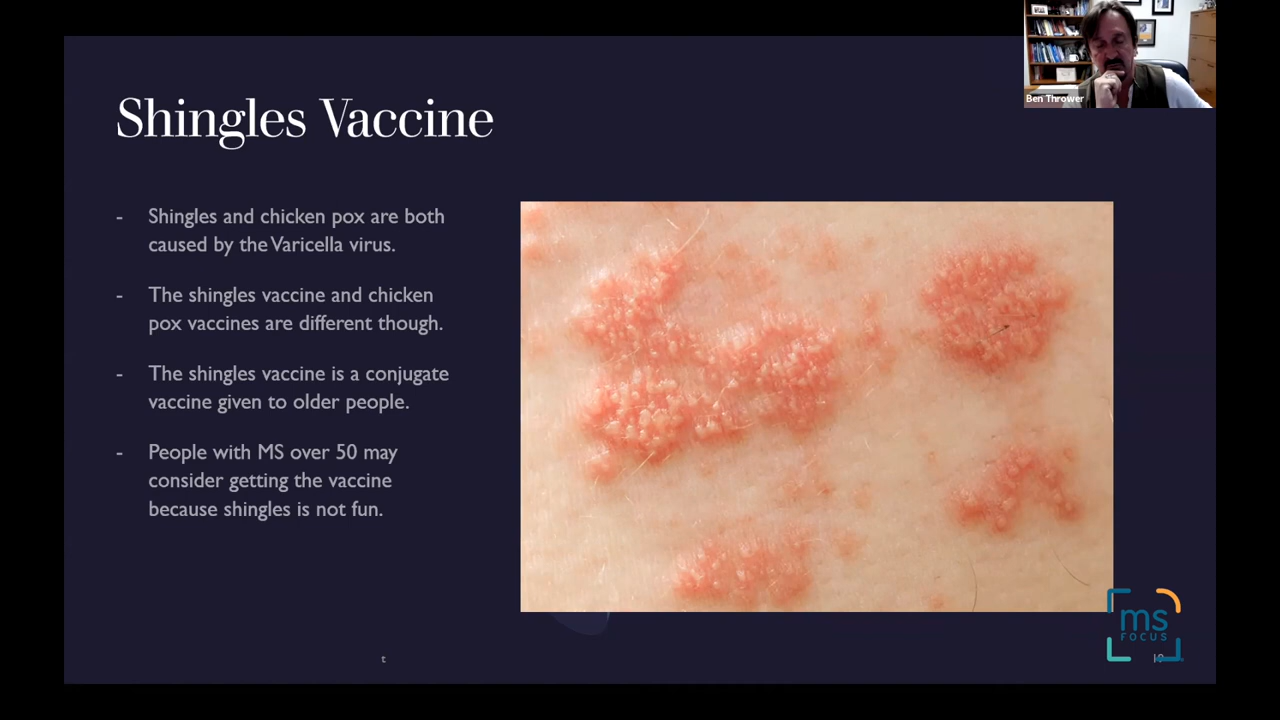 Ben Thrower
Shingles Vaccine
- Shingles and chicken pox are both
caused by the Varicella virus.
- The shingles vaccine and chicken
pox vaccines are different though.
- The shingles vaccine is a conjugate
vaccine given to older people.
- People with MS over 50 may
consider getting the vaccine
because shingles is not fun.
ms
FOCUS
t